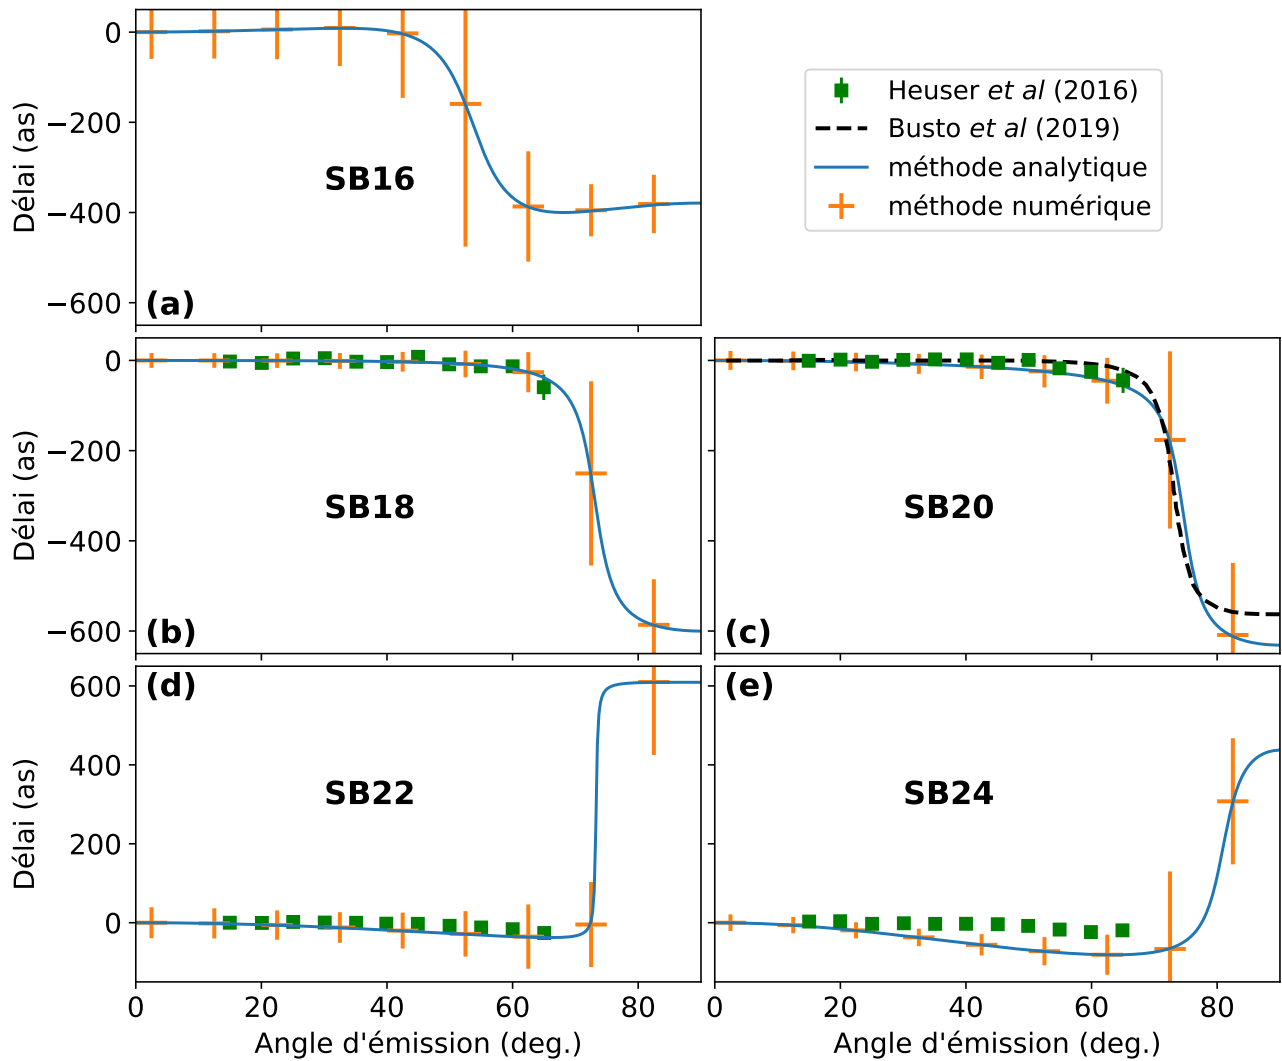 0
−200
−400
−600
Délai (as)
SB16
(a)
Heuser et al (2016)
Busto et al (2019)
méthode analytique
méthode numérique
0
−200
−400
−600
Délai (as)
SB18
(b)
SB20
(c)
600
400
200
0
Délai (as)
(d)
SB22
(e)
SB24
0 20 40 60 80
0 20 40 60 80
Angle d'émission (deg.)
Angle d'émission (deg.)